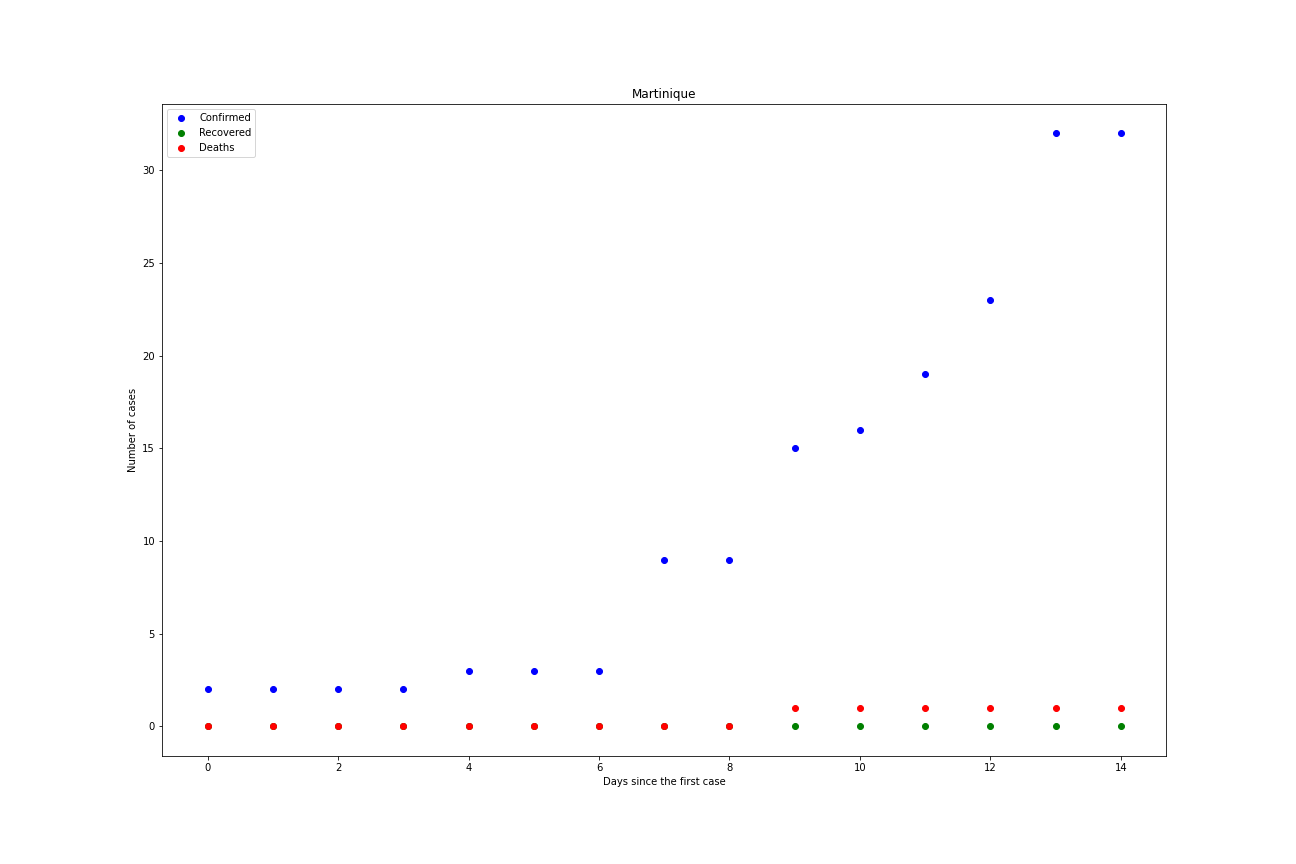 Martinique
Confirmed
Recovered
Deaths
30
25
20
15
10
5
0
Number of cases
0 2 4 6 8 10 12 14
Days since the first case